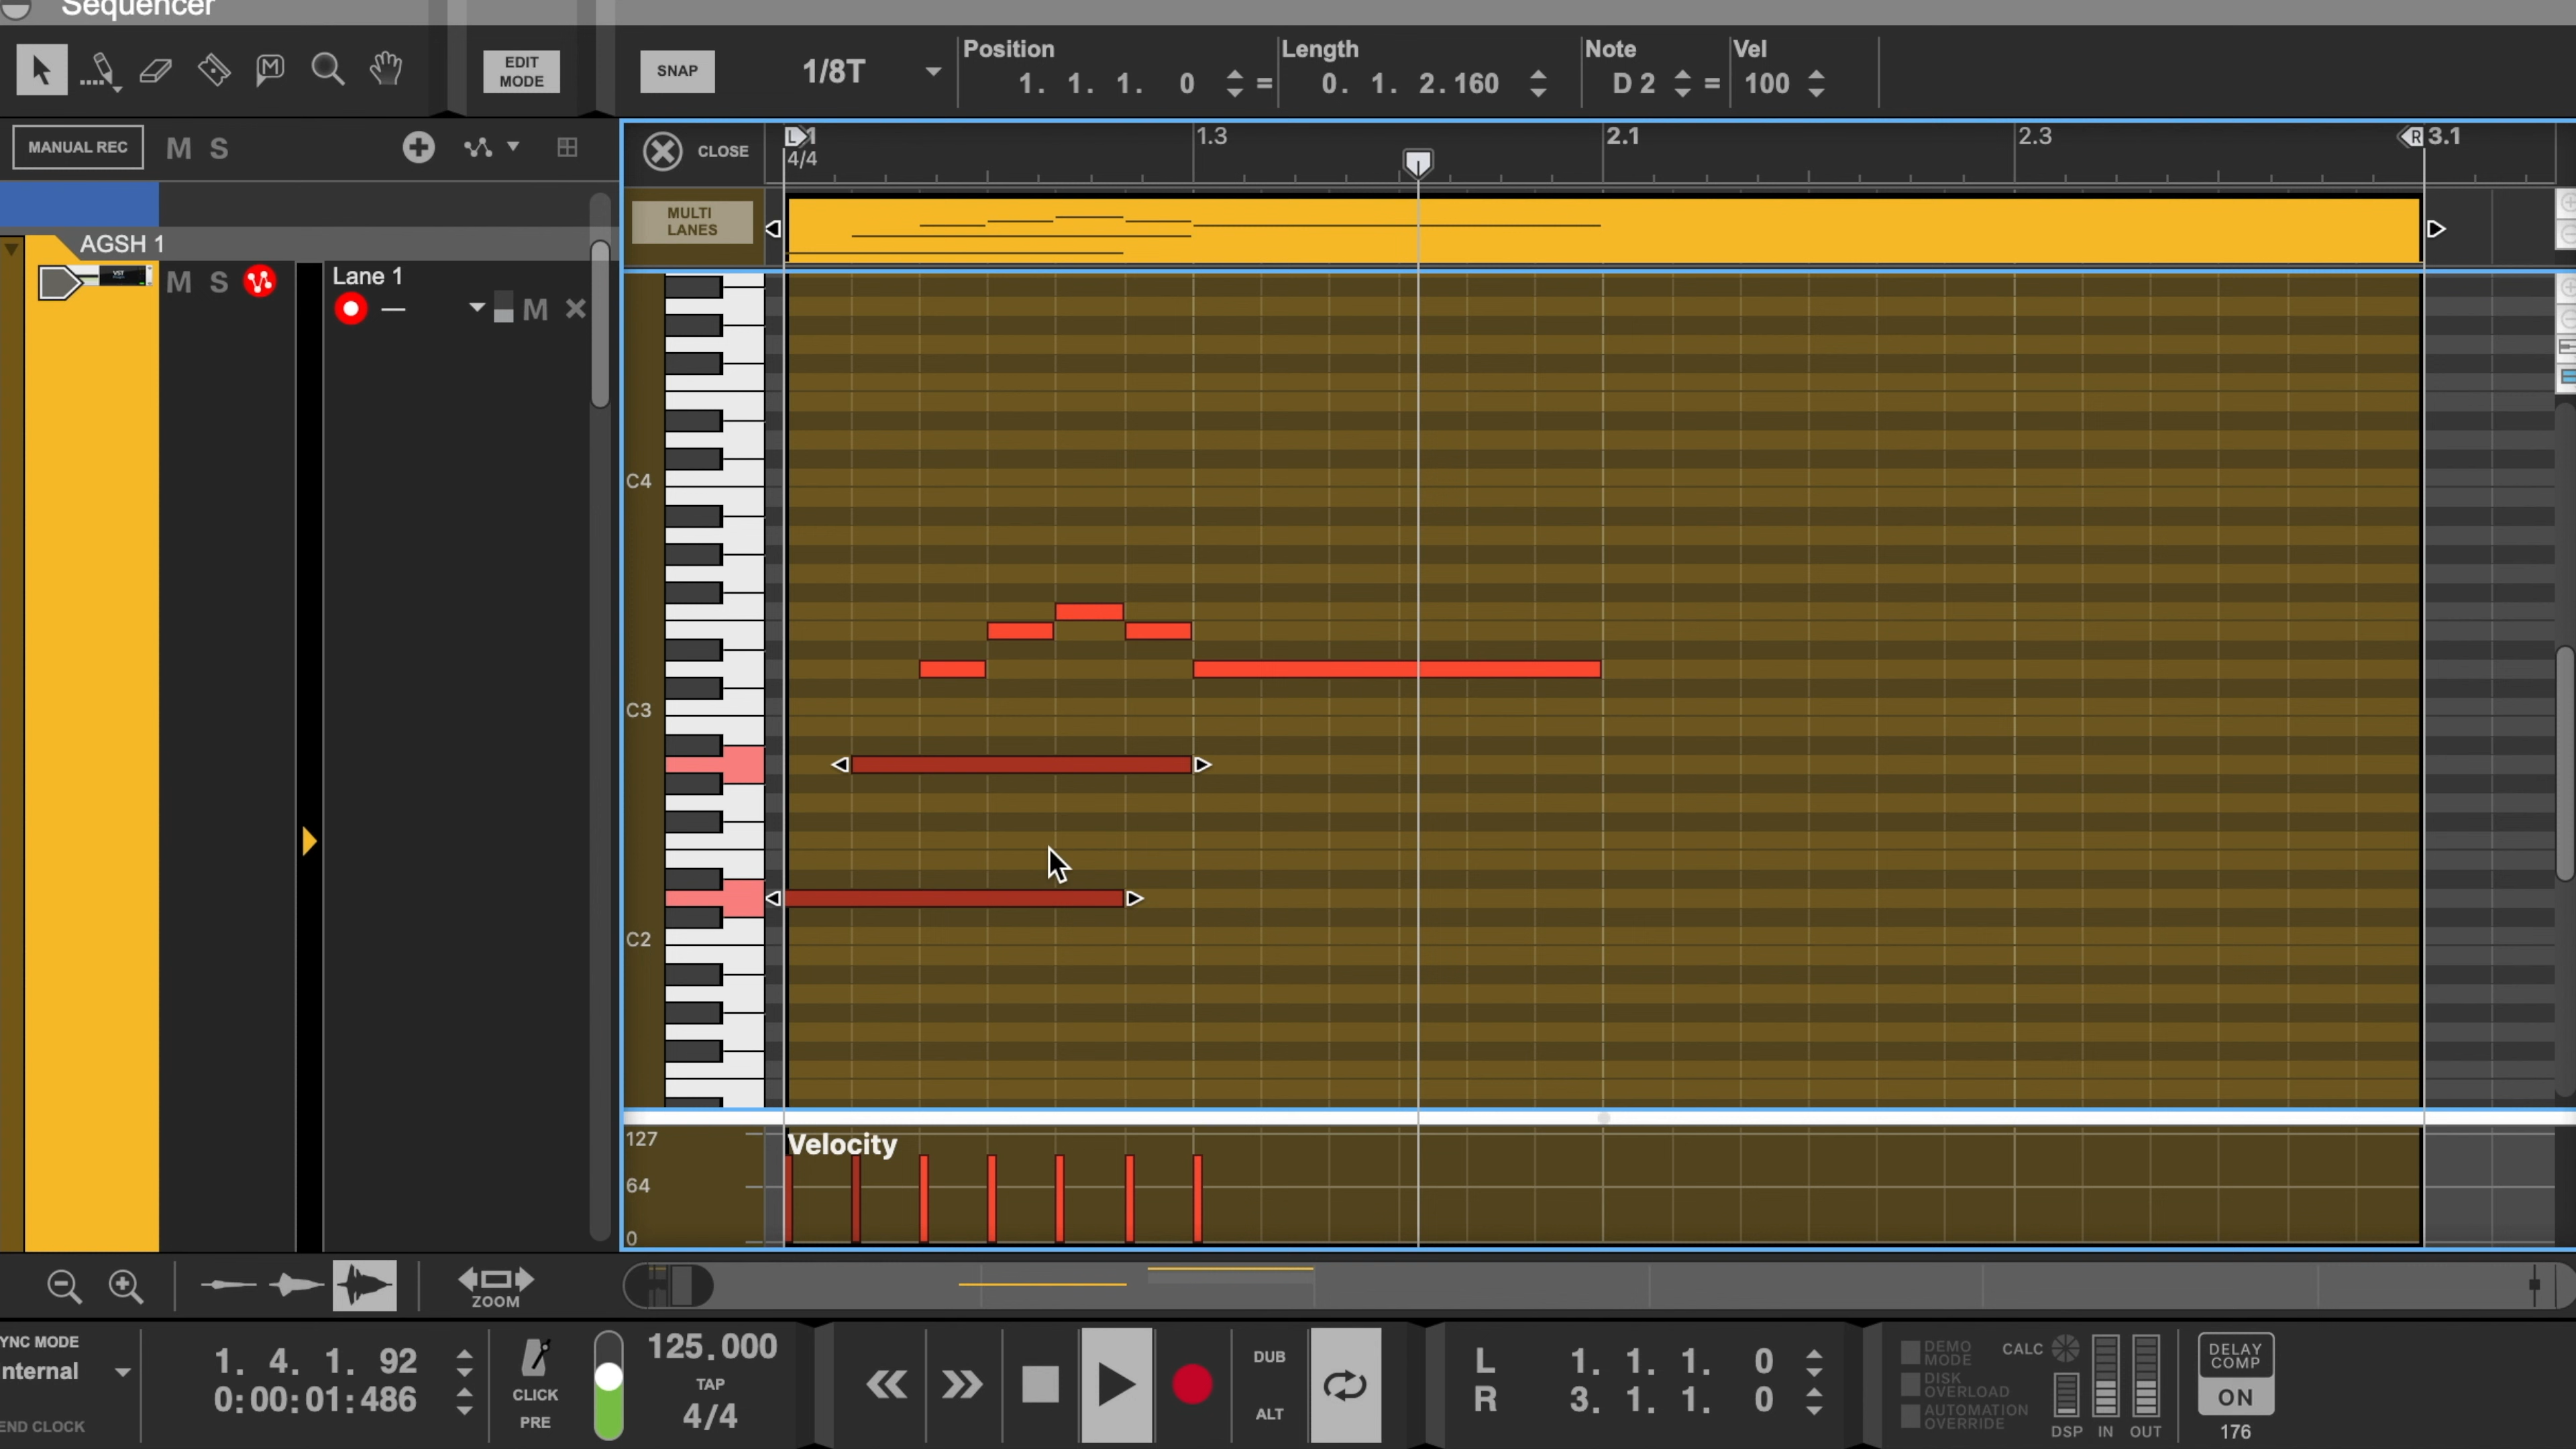 Sequencer
EDIT MODE
SNAP
1/8T
Position
1. 1. 1. 0
=
Length
0. 1. 2.160
Note
D 2
=
Vel
100
MANUAL REC
M S
CLOSE
L 1
4/4
1.3
2.1
2.3
R 3.1
MULTI
LANES
AGSH 1
M S
Lane 1
M
C4
C3
C2
127
64
0
Velocity
ZOOM
YNC MODE
nternal
END CLOCK
1. 4. 1. 92
0:00:01:486
CLICK
PRE
125.000
TAP
4/4
DUB
ALT
L 1. 1. 1. 0
R 3. 1. 1. 0
DEMO
MODE
DISK
OVERLOAD
AUTOMATION
OVERRIDE
CALC
DSP IN OUT
DELAY
COMP
ON
176